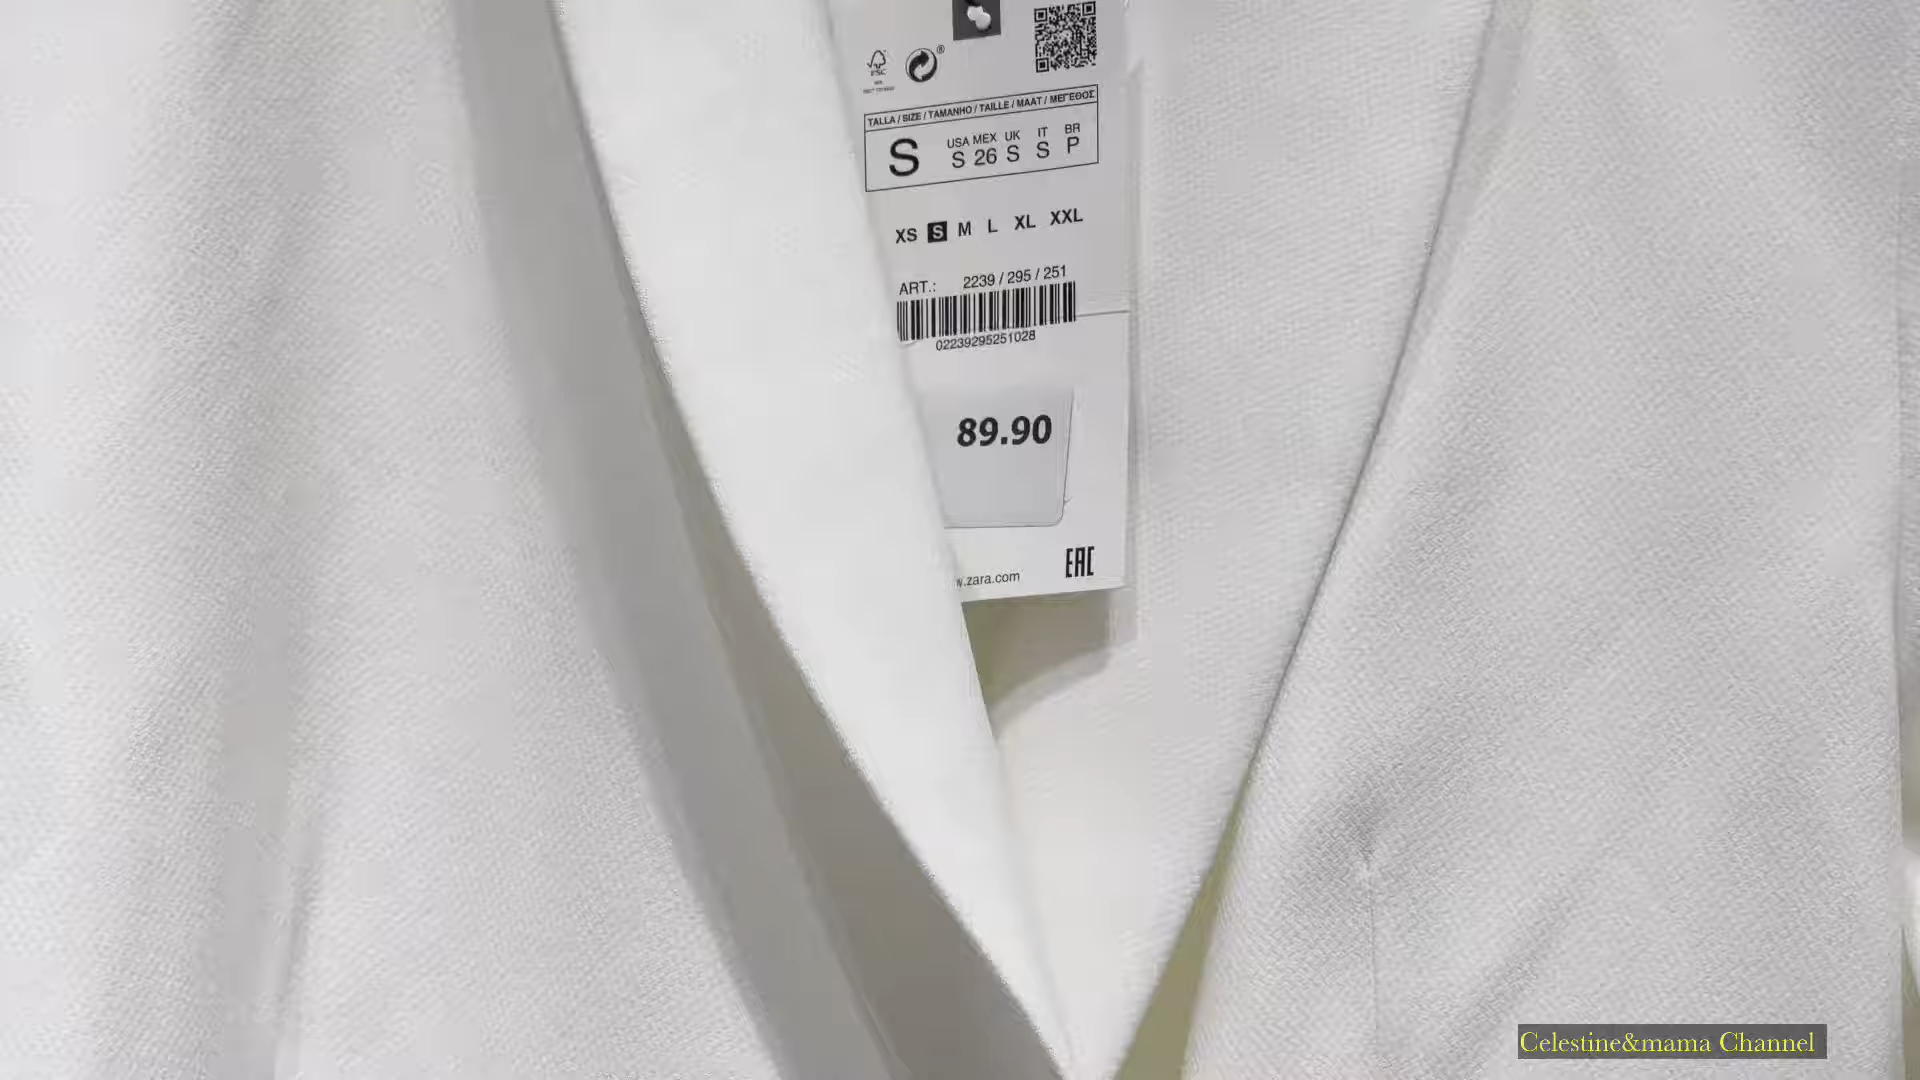 FSC
®
TALLA / SIZE / TAMANHO / TAILLE / MAAT / ΜΕΓΕΘΟΣ
S
USA MEX UK IT BR
S 26 S S P
XS S M L XL XXL
ART.: 2239 / 295 / 251
02239295251028
89.90
w.zara.com
EAC
Celestine&mama Channel